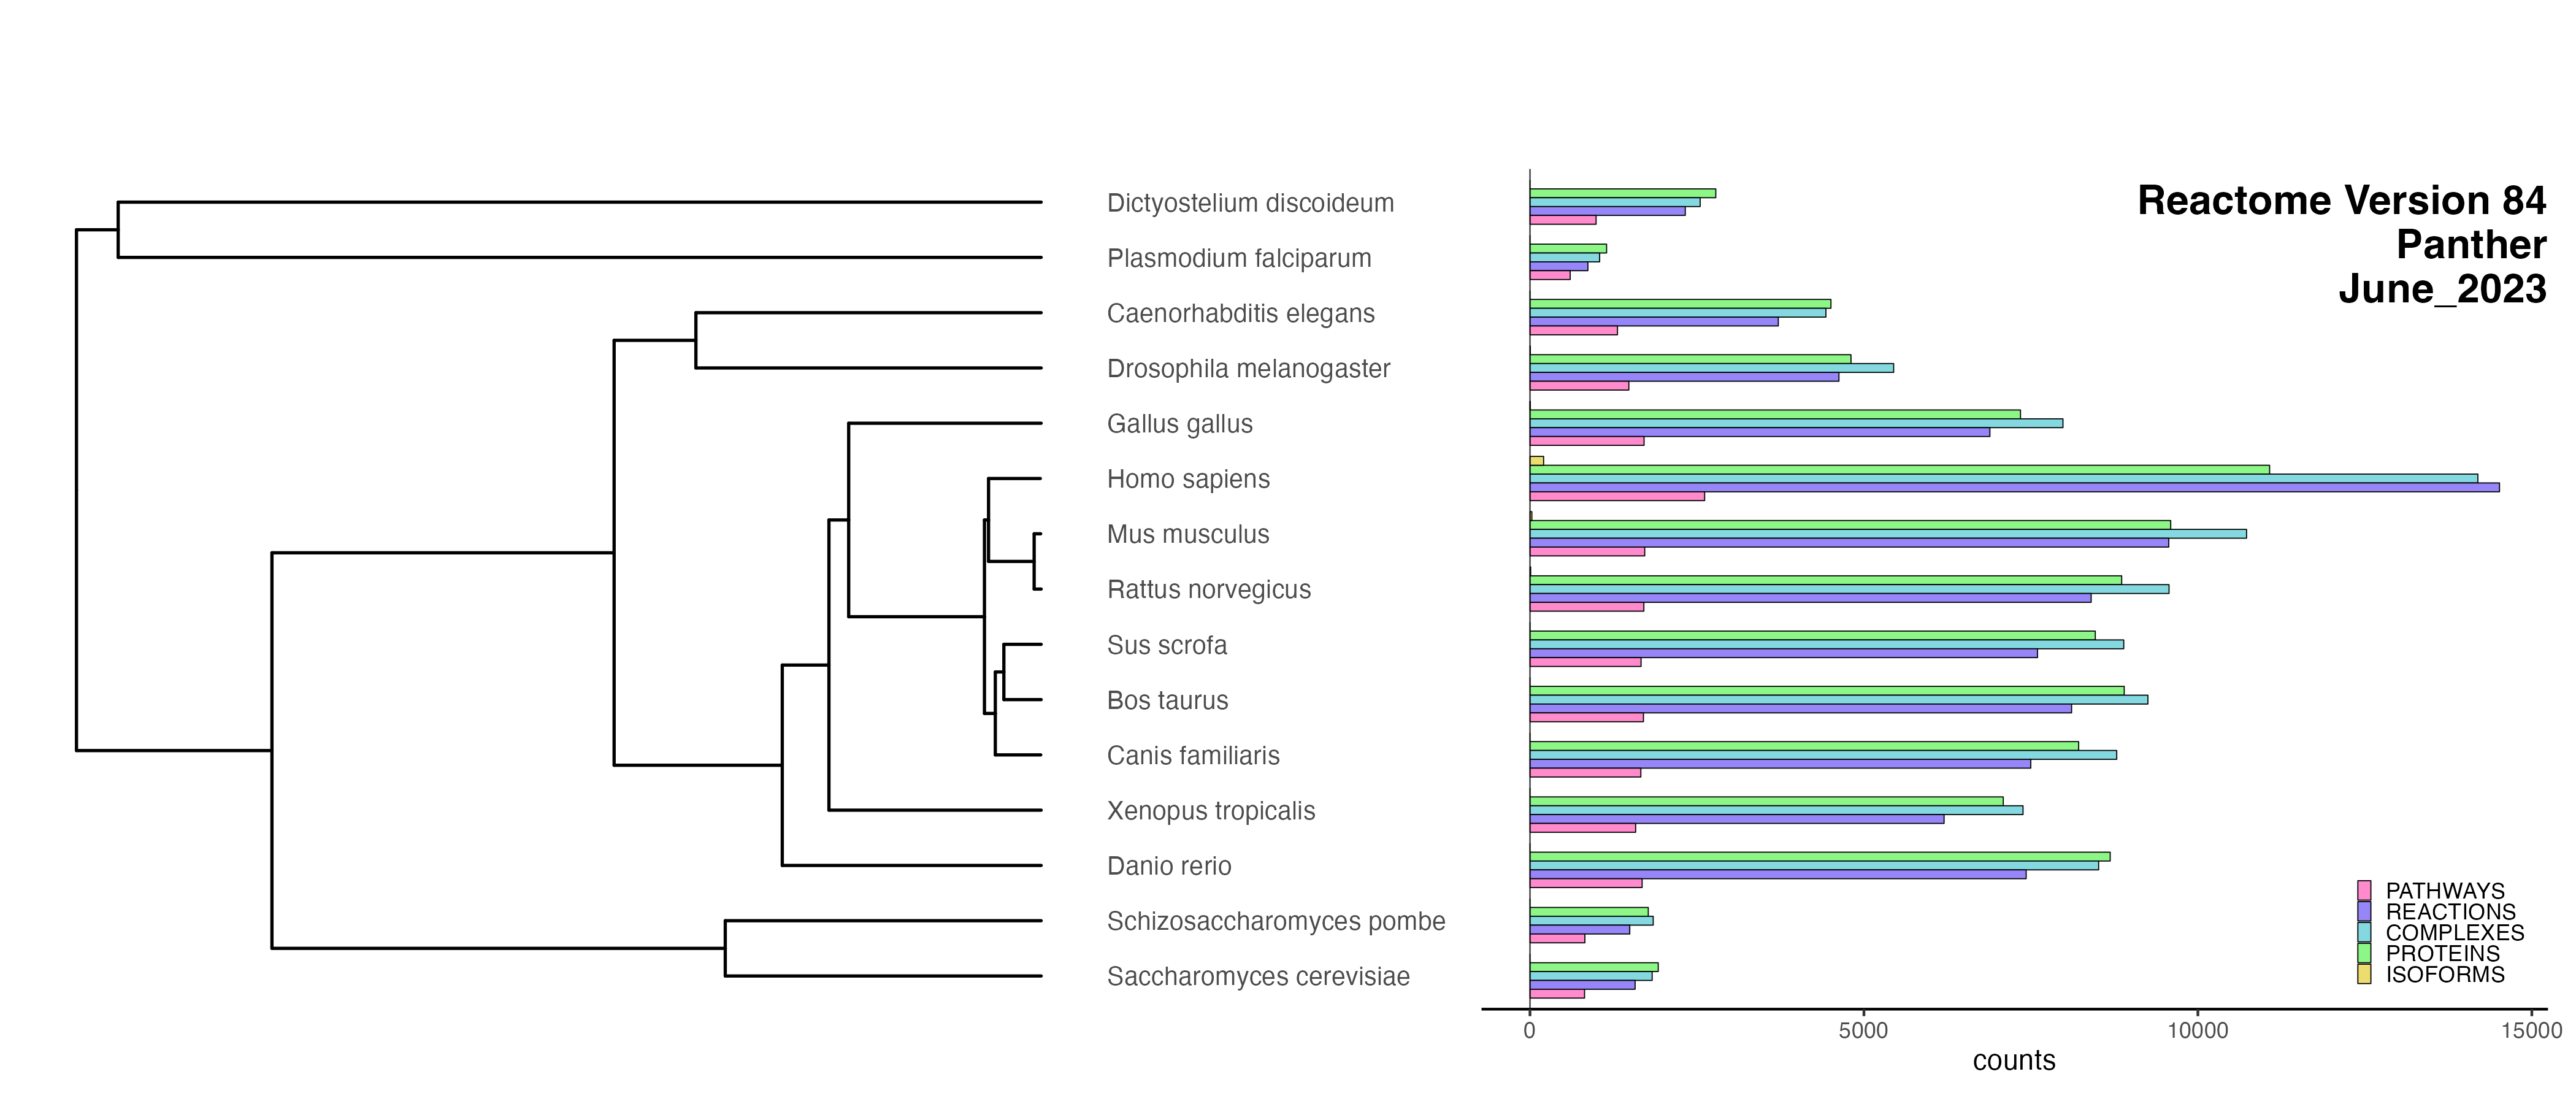 Reactome Version 84
Panther
June_2023
Dictyostelium discoideum
Plasmodium falciparum
Caenorhabditis elegans
Drosophila melanogaster
Gallus gallus
Homo sapiens
Mus musculus
Rattus norvegicus
Sus scrofa
Bos taurus
Canis familiaris
Xenopus tropicalis
Danio rerio
Schizosaccharomyces pombe
Saccharomyces cerevisiae
PATHWAYS
REACTIONS
COMPLEXES
PROTEINS
ISOFORMS
0 5000 10000 15000
counts